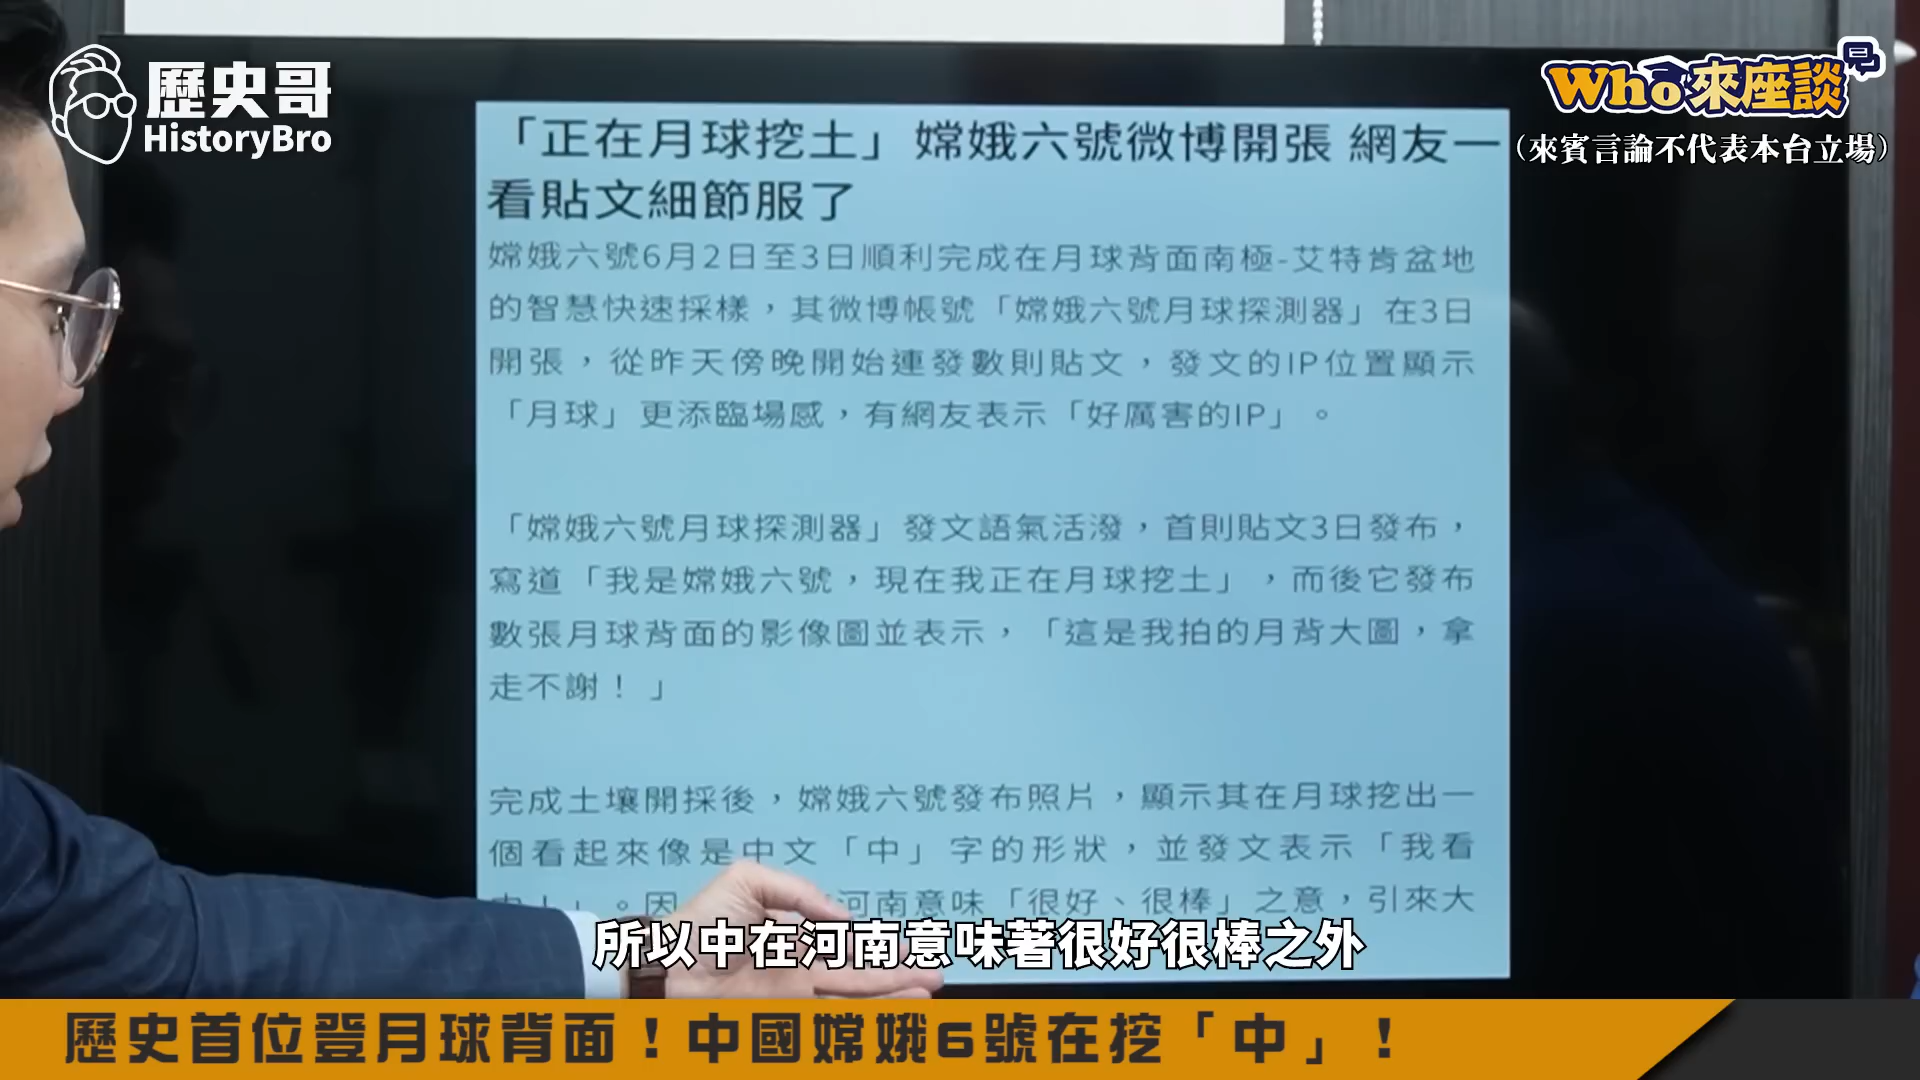 歷史哥
HistoryBro
Who來座談
（來賓言論不代表本台立場）
「正在月球挖土」嫦娥六號微博開張 網友一
看貼文細節服了
嫦娥六號6月2日至3日順利完成在月球背面南極-艾特肯盆地
的智慧快速採樣，其微博帳號「嫦娥六號月球探測器」在3日
開張，從昨天傍晚開始連發數則貼文，發文的IP位置顯示
「月球」更添臨場感，有網友表示「好厲害的IP」。
「嫦娥六號月球探測器」發文語氣活潑，首則貼文3日發布，
寫道「我是嫦娥六號，現在我正在月球挖土」，而後它發布
數張月球背面的影像圖並表示，「這是我拍的月背大圖，拿
走不謝！」
完成土壤開採後，嫦娥六號發布照片，顯示其在月球挖出一
個看起來像是中文「中」字的形狀，並發文表示「我看
。因 河南意味「很好、很棒」之意，引來大
所以中在河南意味著很好很棒之外
歷史首位登月球背面！中國嫦娥6號在挖「中」！